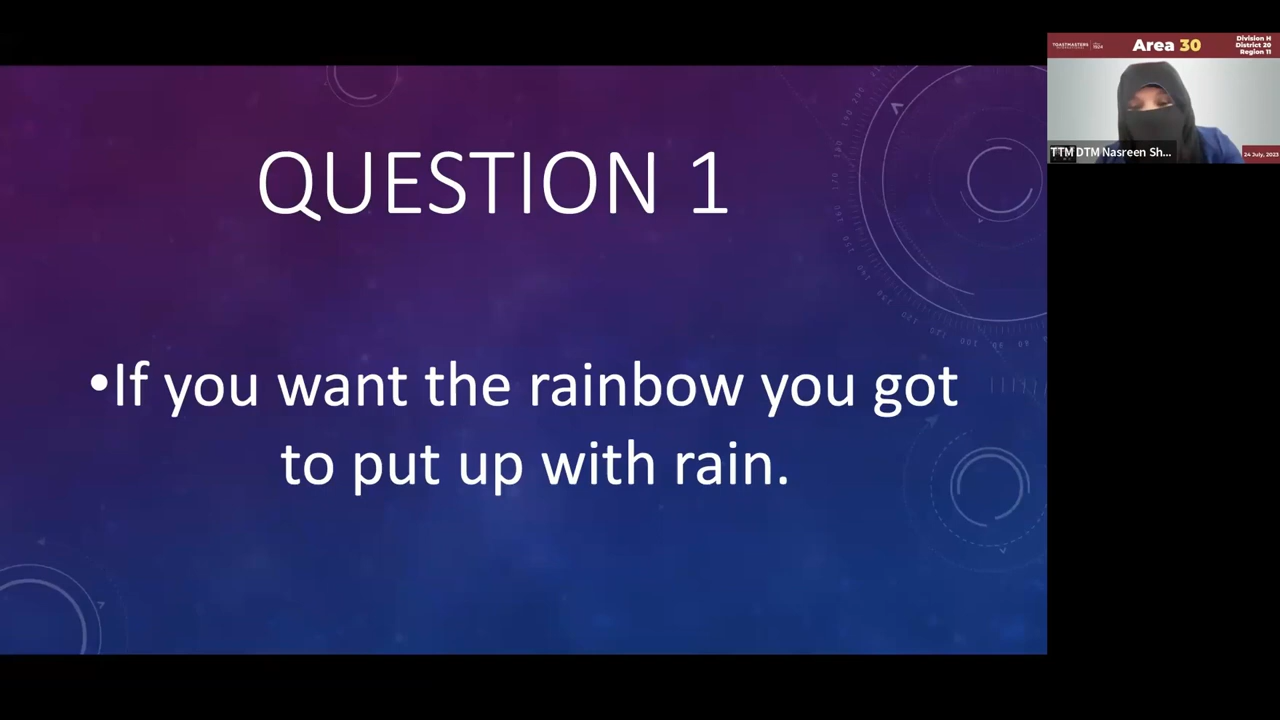 QUESTION 1
•If you want the rainbow you got
to put up with rain.
TOASTMASTERS
INTERNATIONAL
Area 30
Division H
District 20
Region 11
TTM DTM Nasreen Sh...
24 July, 2023